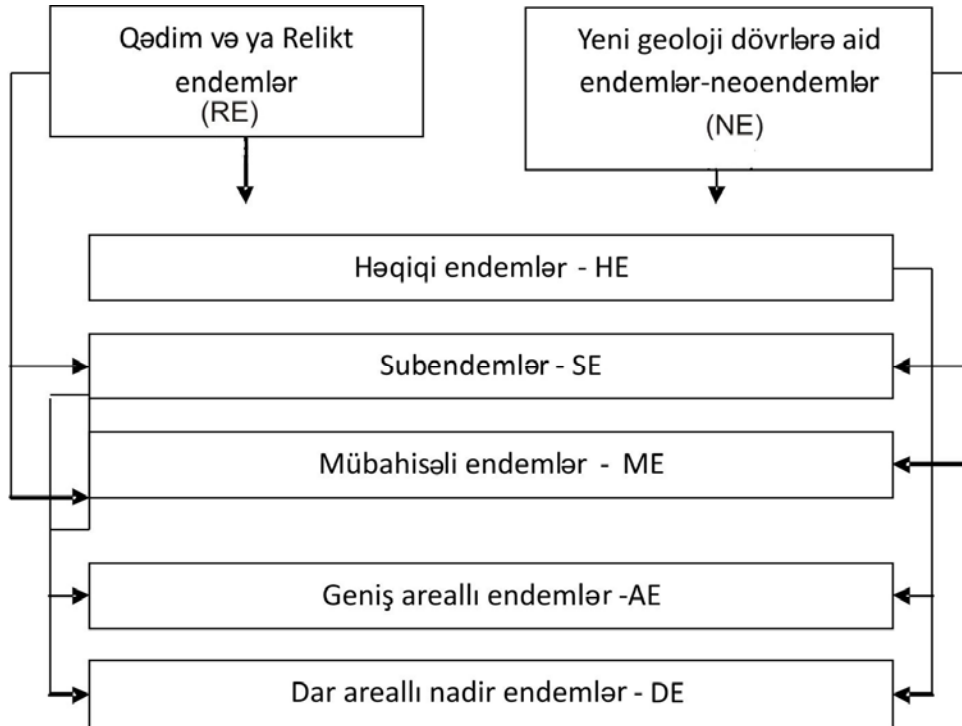 Qədim və ya Relikt
endemlər
(RE)
Yeni geoloji dövrlərə aid
endemlər-neoendemlər
(NE)
Həqiqi endemlər - HE
Subendemlər - SE
Mübahisəli endemlər - ME
Geniş areallı endemlər -AE
Dar areallı nadir endemlər - DE